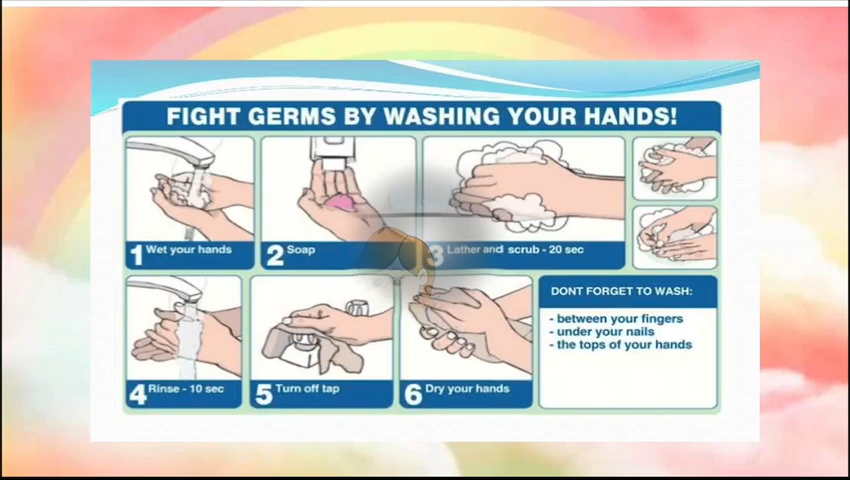 FIGHT GERMS BY WASHING YOUR HANDS!
1 Wet your hands
2 Soap
3 Lather and scrub - 20 sec
4 Rinse - 10 sec
5 Turn off tap
6 Dry your hands
DONT FORGET TO WASH:
- between your fingers
- under your nails
- the tops of your hands